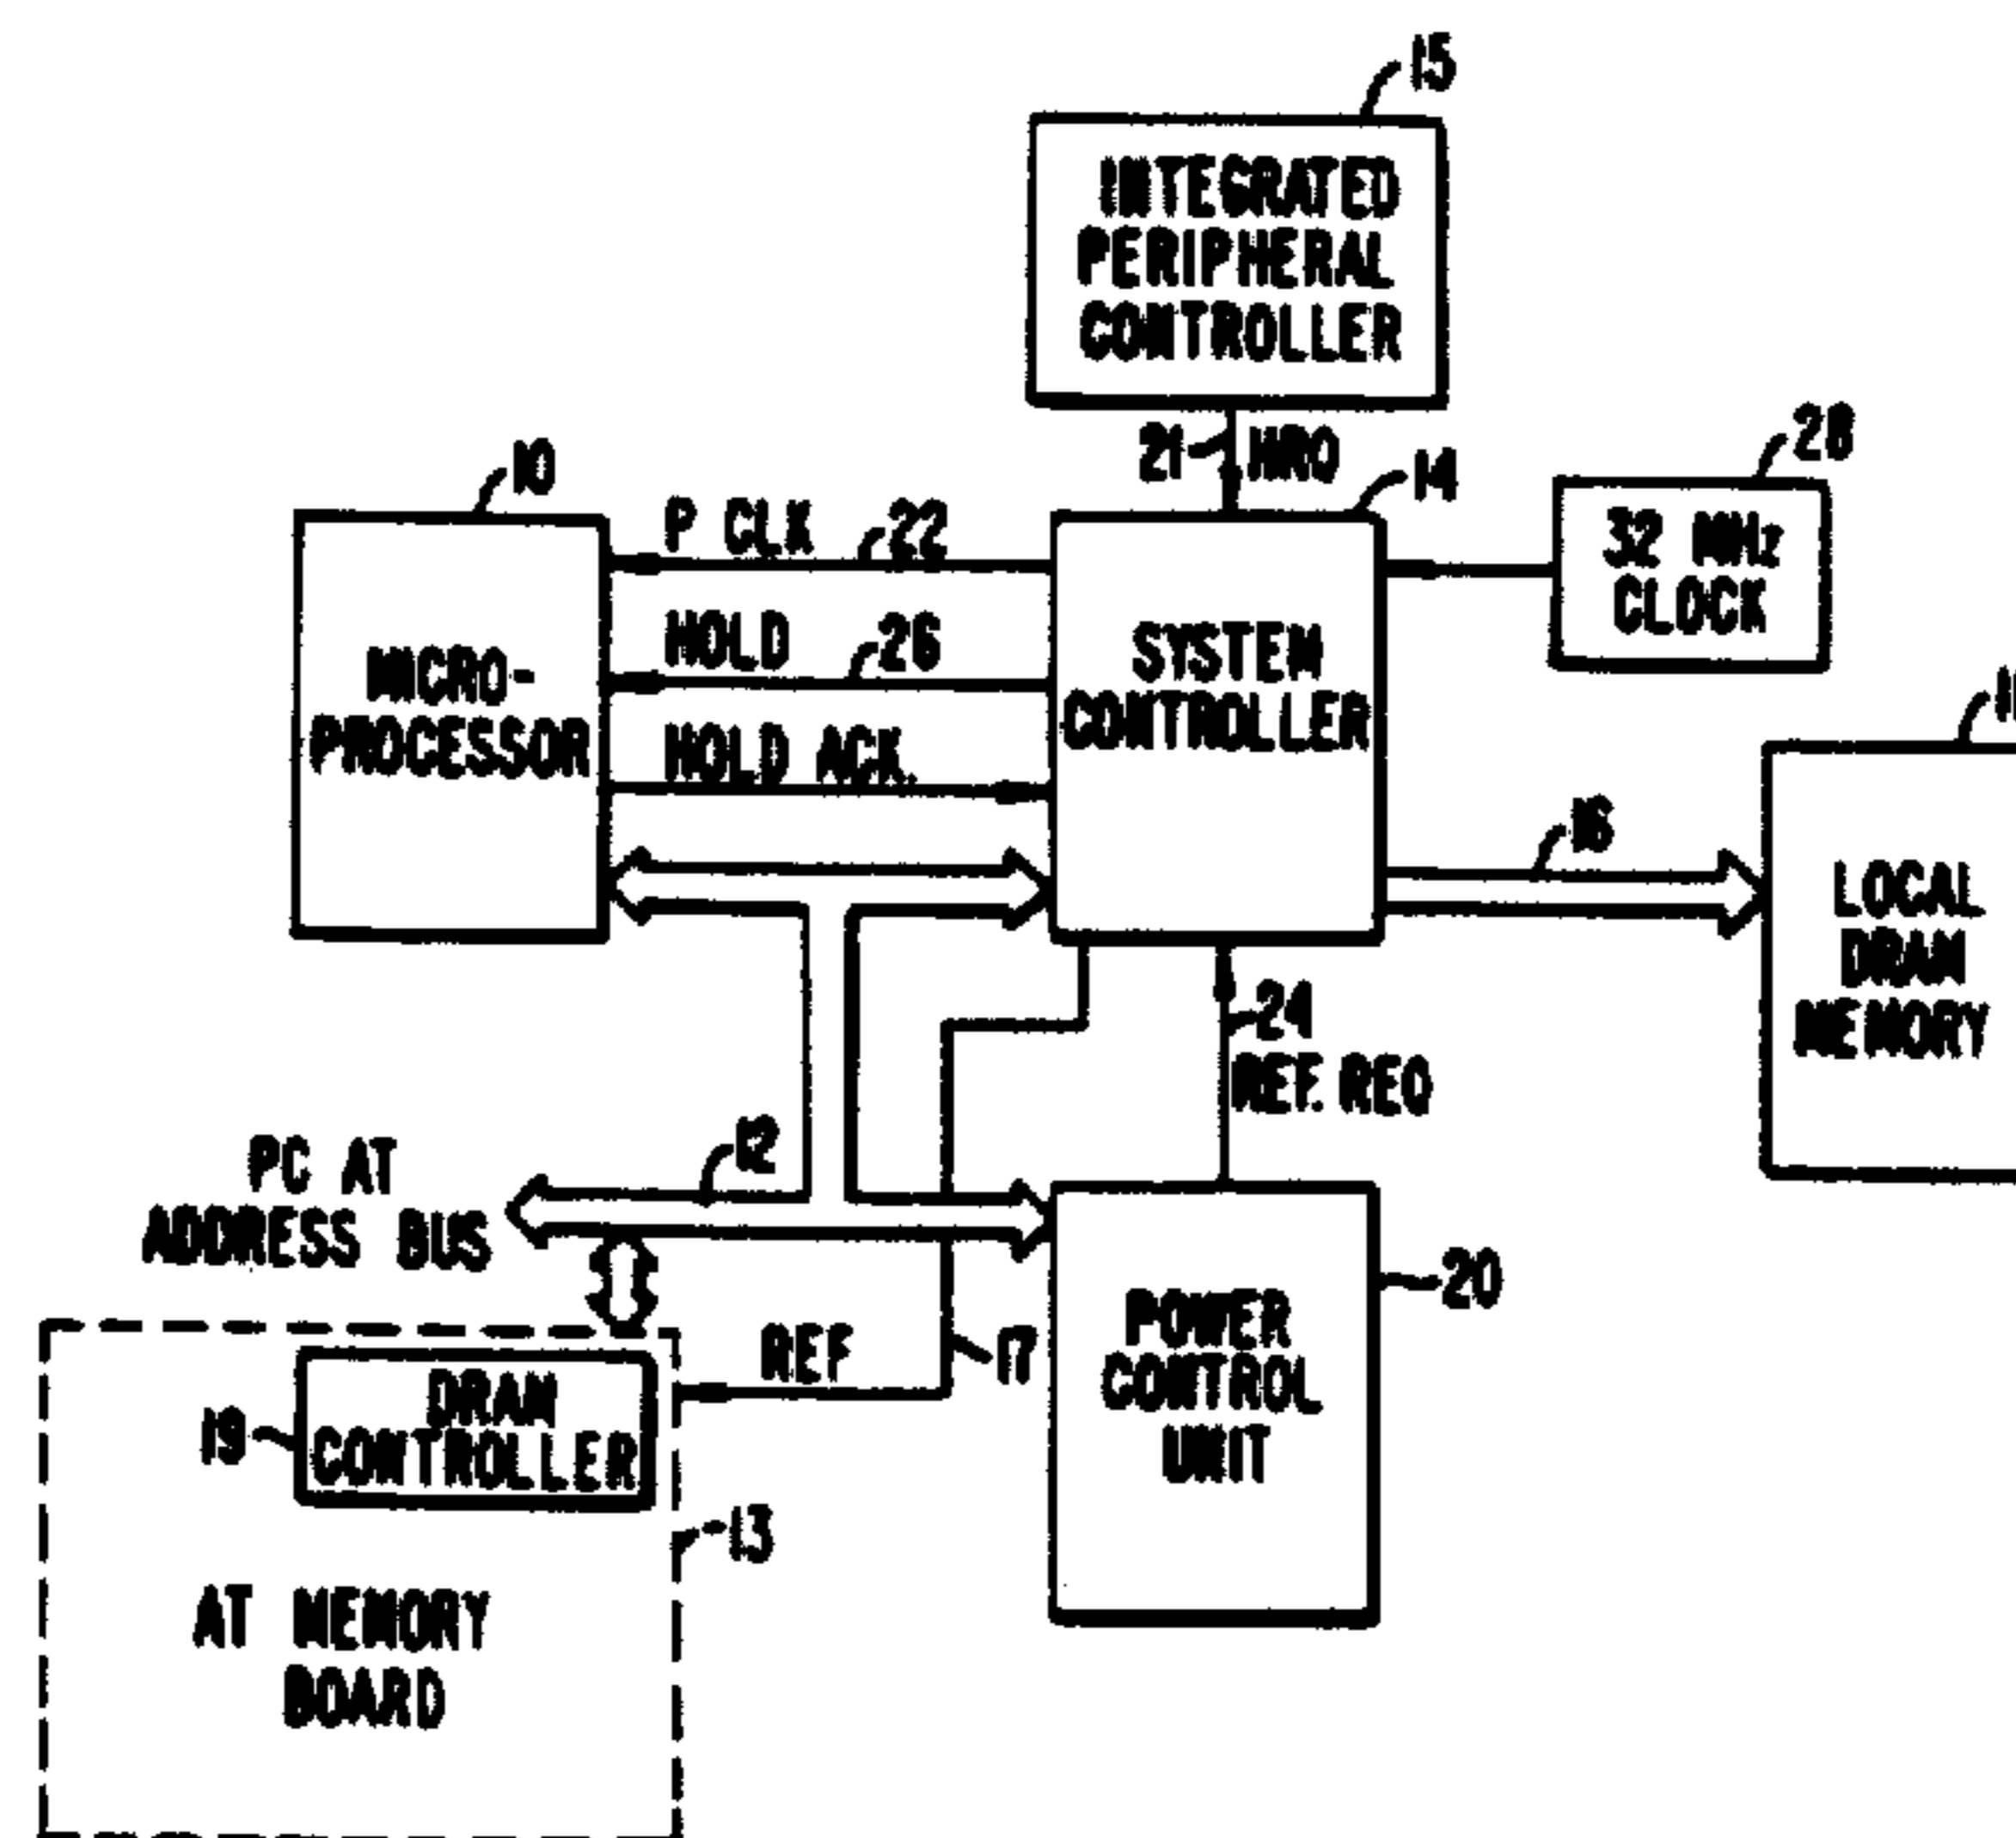 15
INTEGRATED
PERIPHERAL
CONTROLLER
21
HRQ
14
28
32 MHz
CLOCK
10
MICRO-
PROCESSOR
P CLK
22
HOLD
26
HOLD ACK.
SYSTEM
CONTROLLER
16
LOCAL
DRAM
MEMORY
24
REF. REQ
12
PC AT
ADDRESS BUS
20
POWER
CONTROL
UNIT
REF
17
19
DRAM
CONTROLLER
13
AT MEMORY
BOARD